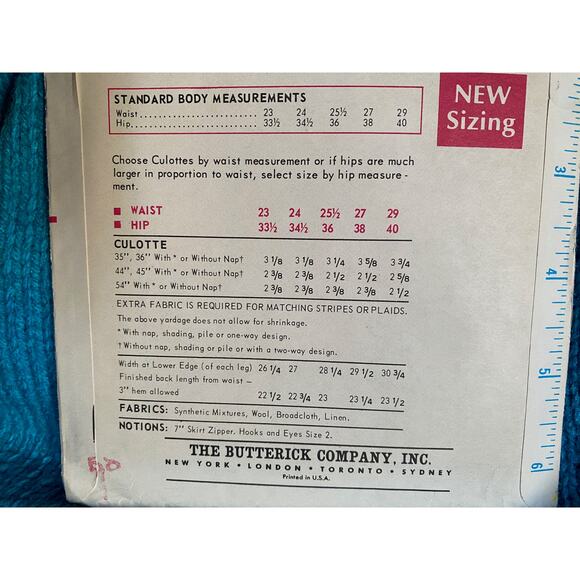 NEW
Sizing
STANDARD BODY MEASUREMENTS
Waist.......................... 23 24 25½ 27 29
Hip............................. 33½ 34½ 36 38 40
Choose Culottes by waist measurement or if hips are much
larger in proportion to waist, select size by hip measure -
ment.
■ WAIST 23 24 25½ 27 29
■ HIP 33½ 34½ 36 38 40
CULOTTE
35'', 36'' With * or Without Nap† 3 1/8 3 1/8 3 1/4 3 5/8 3 3/4
44'', 45'' With * or Without Nap† 2 3/8 2 3/8 2 1/2 2 1/2 2 5/8
54'' With * or Without Nap† 2 3/8 2 3/8 2 3/8 2 3/8 2 1/2
EXTRA FABRIC IS REQUIRED FOR MATCHING STRIPES OR PLAIDS.
The above yardage does not allow for shrinkage.
*With nap, shading, pile or one-way design.
†Without nap, shading or pile or with a two-way design.
Width at Lower Edge (of each leg) 26 1/4 27 28 1/4 29 1/2 30 3/4
Finished back length from waist –
3'' hem allowed 22 1/2 22 3/4 23 23 1/4 23 1/2
FABRICS: Synthetic Mixtures, Wool, Broadcloth, Linen.
NOTIONS: 7'' Skirt Zipper. Hooks and Eyes Size 2.
THE BUTTERICK COMPANY, INC.
NEW YORK • LONDON • TORONTO • SYDNEY
Printed in U.S.A.
3
4
5
6